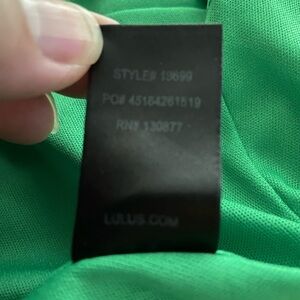 STYLE# 13699
PO# 45164261519
RN# 130877
LULUS.COM